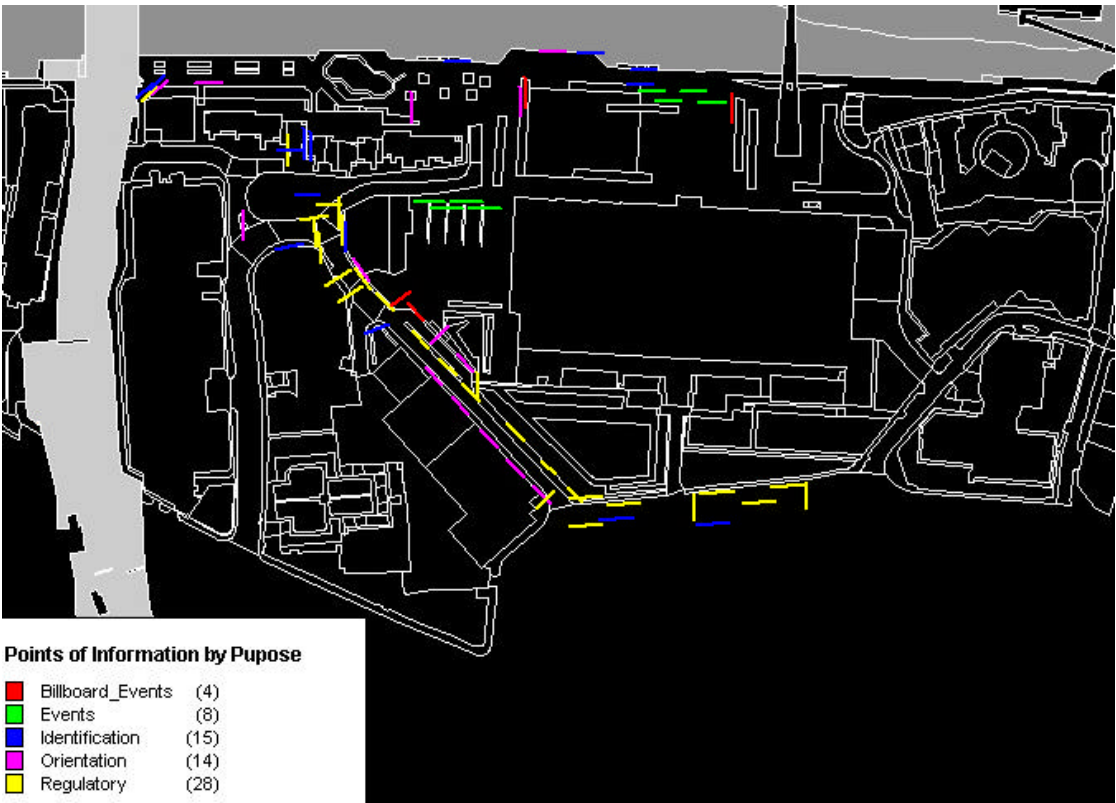 Points of Information by Pupose
Billboard_Events (4)
Events (8)
Identification (15)
Orientation (14)
Regulatory (28)